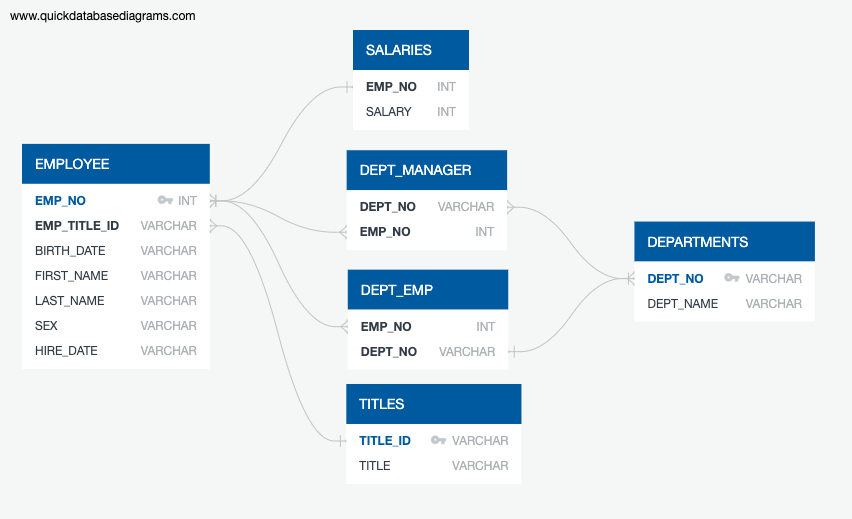 www.quickdatabasediagrams.com
SALARIES
EMP_NO INT
SALARY INT
EMPLOYEE
EMP_NO INT
EMP_TITLE_ID VARCHAR
BIRTH_DATE VARCHAR
FIRST_NAME VARCHAR
LAST_NAME VARCHAR
SEX VARCHAR
HIRE_DATE VARCHAR
DEPT_MANAGER
DEPT_NO VARCHAR
EMP_NO INT
DEPARTMENTS
DEPT_NO VARCHAR
DEPT_NAME VARCHAR
DEPT_EMP
EMP_NO INT
DEPT_NO VARCHAR
TITLES
TITLE_ID VARCHAR
TITLE VARCHAR